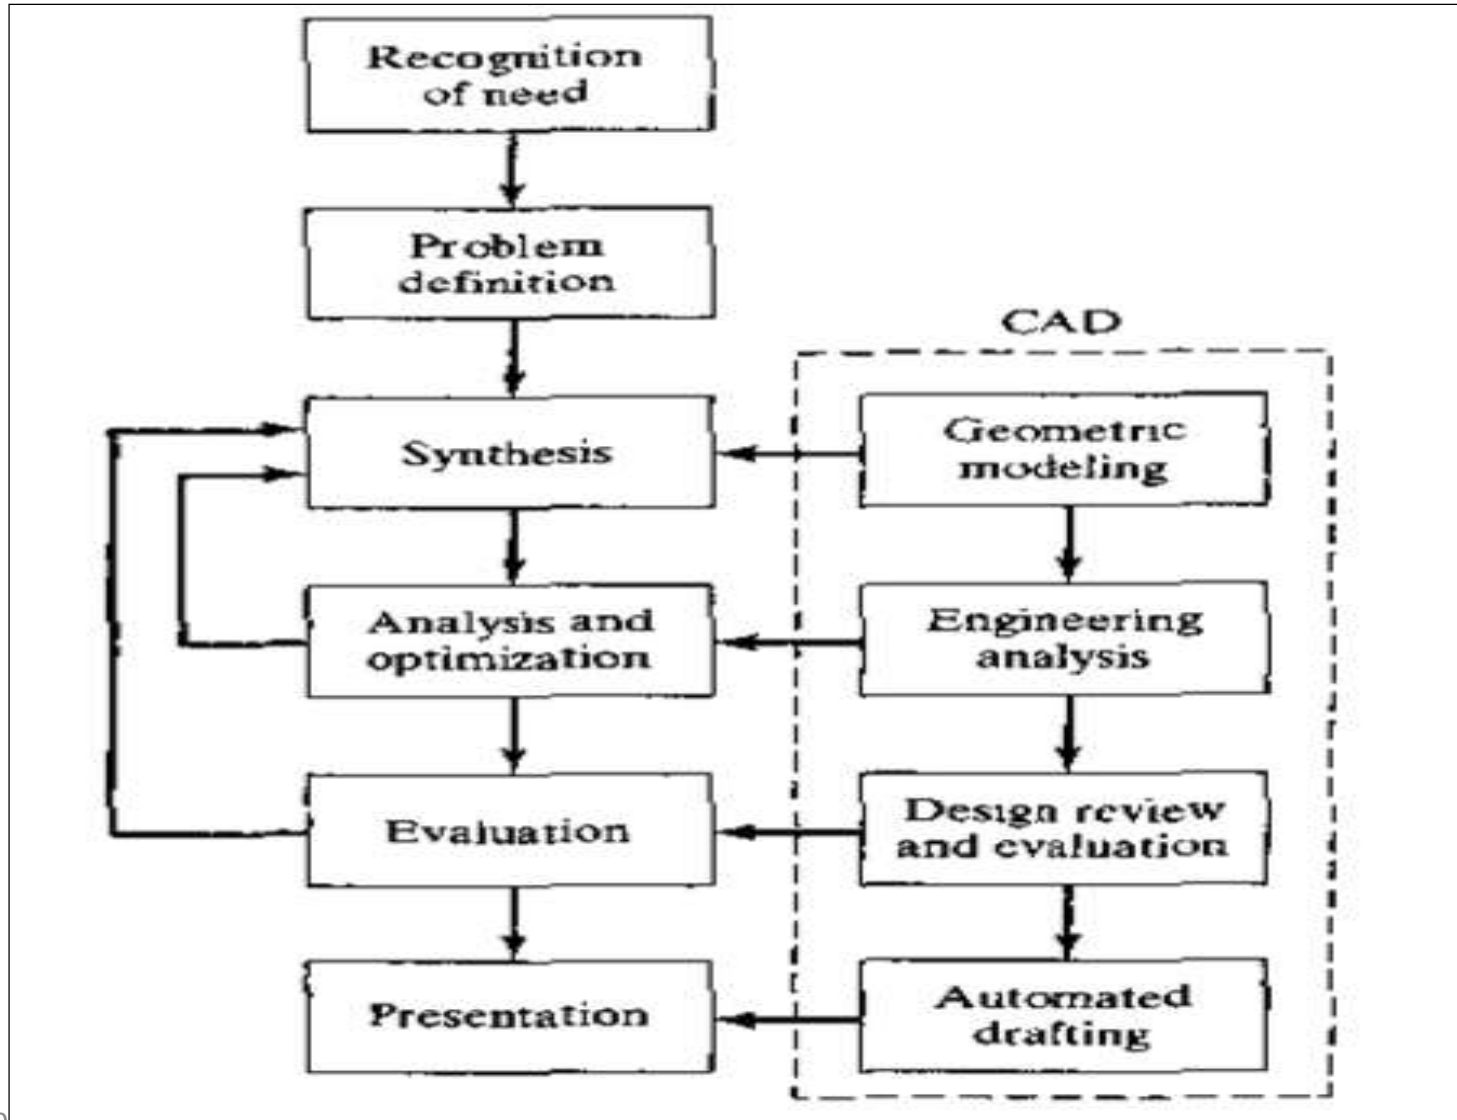 Recognition
of need
Problem
definition
CAD
Synthesis
Geometric
modeling
Analysis and
optimization
Engineering
analysis
Evaluation
Design review
and evaluation
Presentation
Automated
drafting